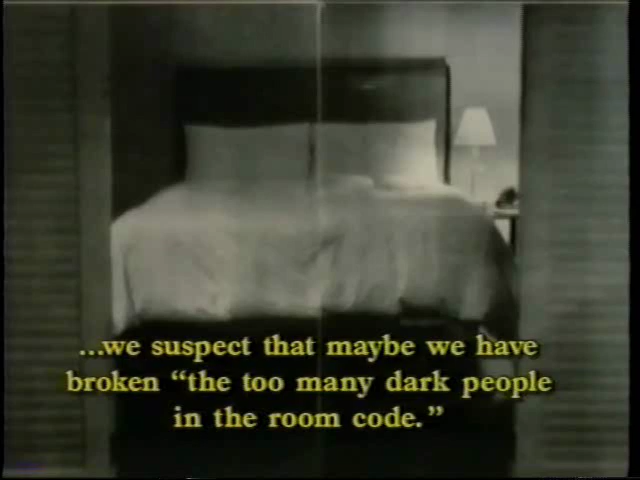 ...we suspect that maybe we have
broken “the too many dark people
in the room code.”